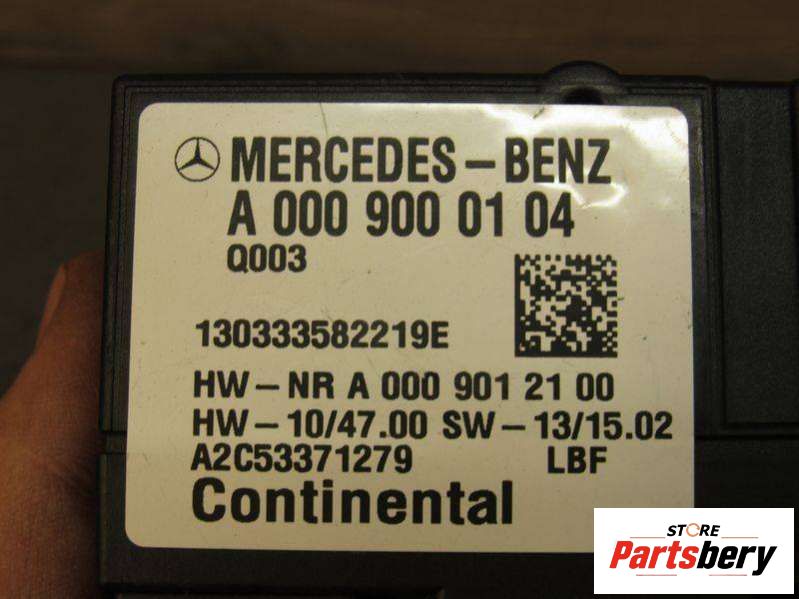 MERCEDES-BENZ
A 000 900 01 04
Q003
130333582219E
HW-NR A 000 901 21 00
HW-10/47.00 SW-13/15.02
A2C53371279 LBF
Continental
STORE
Partsbery